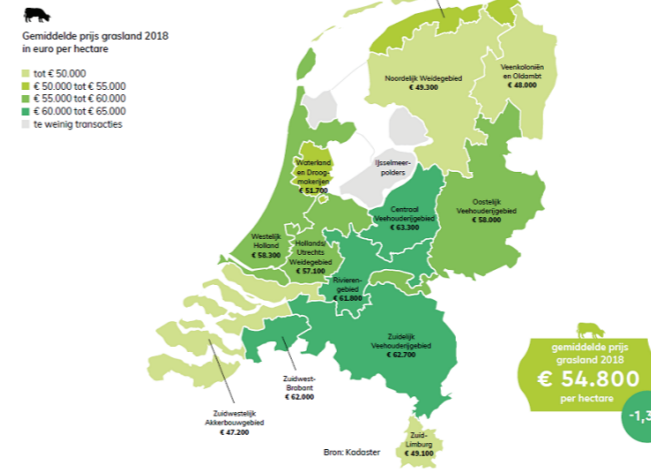 Gemiddelde prijs grasland 2018
in euro per hectare
tot € 50.000
€ 50.000 tot € 55.000
€ 55.000 tot € 60.000
€ 60.000 tot € 65.000
te weinig transacties
Noordelijk Weidegebied
€ 49.300
Veenkoloniën
en Oldambt
€ 48.000
Waterland
en Droog-
makerijen
€ 51.700
IJsselmeer-
polders
Centraal
Veehouderijgebied
€ 63.300
Oostelijk
Veehouderijgebied
€ 58.000
Westelijk
Holland
€ 58.300
Hollands/
Utrechts
Weidegebied
€ 57.100
Rivieren-
gebied
€ 61.800
Zuidelijk
Veehouderijgebied
€ 62.700
Zuidwest-
Brabant
€ 62.000
Zuidwestelijk
Akkerbouwgebied
€ 47.200
Zuid-
Limburg
€ 49.100
Bron: Kadaster
gemiddelde prijs
grasland 2018
€ 54.800
per hectare
-1,3